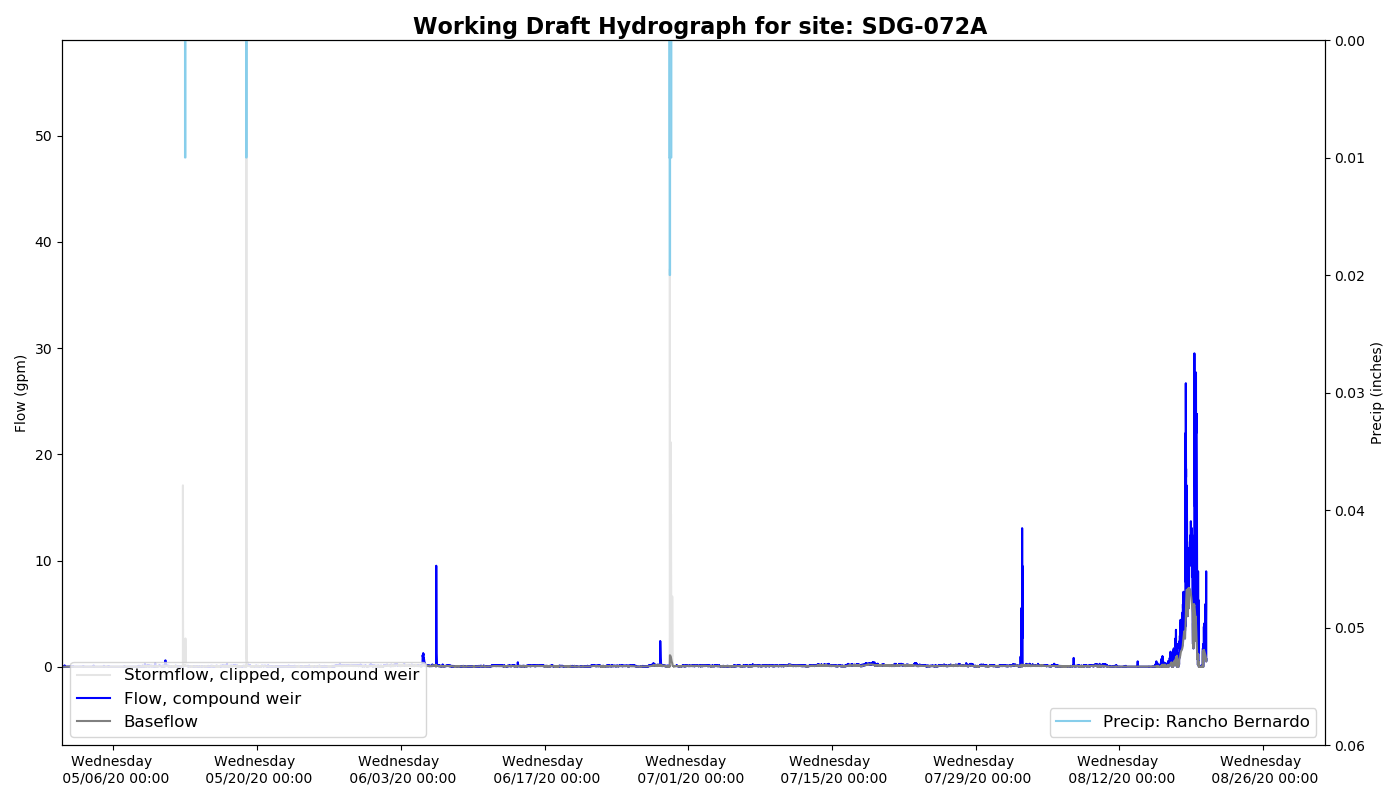 Working Draft Hydrograph for site: SDG-072A
Flow (gpm)
50
40
30
20
10
0
0.00
0.01
0.02
0.03
0.04
0.05
0.06
Precip (inches)
Stormflow, clipped, compound weir
Flow, compound weir
Baseflow
Precip: Rancho Bernardo
Wednesday
05/06/20 00:00
Wednesday
05/20/20 00:00
Wednesday
06/03/20 00:00
Wednesday
06/17/20 00:00
Wednesday
07/01/20 00:00
Wednesday
07/15/20 00:00
Wednesday
07/29/20 00:00
Wednesday
08/12/20 00:00
Wednesday
08/26/20 00:00